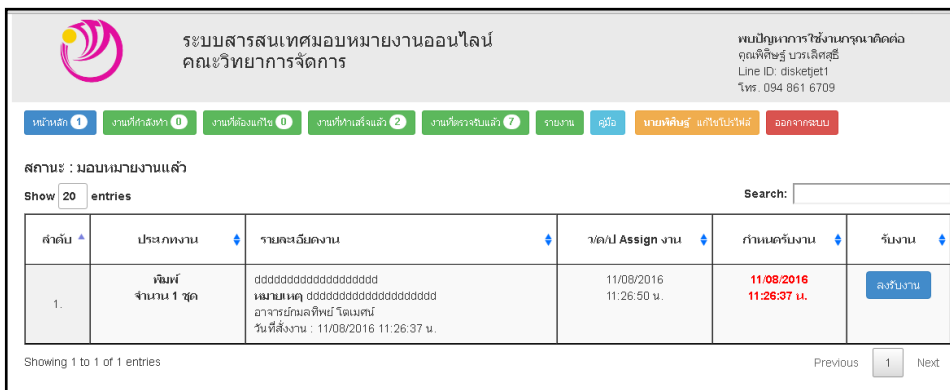 ระบบสารสนเทศมอบหมายงานออนไลน์
คณะวิทยาการจัดการ
พบปัญหาการใช้งานกรุณาติดต่อ
คุณพิศิษฐ์ บวรเลิศสุธี
Line ID: disketjet1
โทร. 094 861 6709
หน้าหลัก 1 งานที่กำลังทำ 0 งานที่ต้องแก้ไข 0 งานที่ทำเสร็จแล้ว 2 งานที่ตรวจรับแล้ว 7 รายงาน คู่มือ นายพิศิษฐ์ แก้ไขโปรไฟล์ ออกจากระบบ
สถานะ : มอบหมายงานแล้ว
Show 20 entries Search:
ลำดับ ประเภทงาน รายละเอียดงาน ว/ด/ป Assign งาน กำหนดรับงาน รับงาน
1.
พิมพ์
จำนวน 1 ชุด
ddddddddddddddddddd
หมายเหตุ dddddddddddddddddddd
อาจารย์กมลทิพย์ โตเมศน์
วันที่สั่งงาน : 11/08/2016 11:26:37 น.
11/08/2016
11:26:50 น.
11/08/2016
11:26:37 น.
ลงรับงาน
Showing 1 to 1 of 1 entries Previous 1 Next